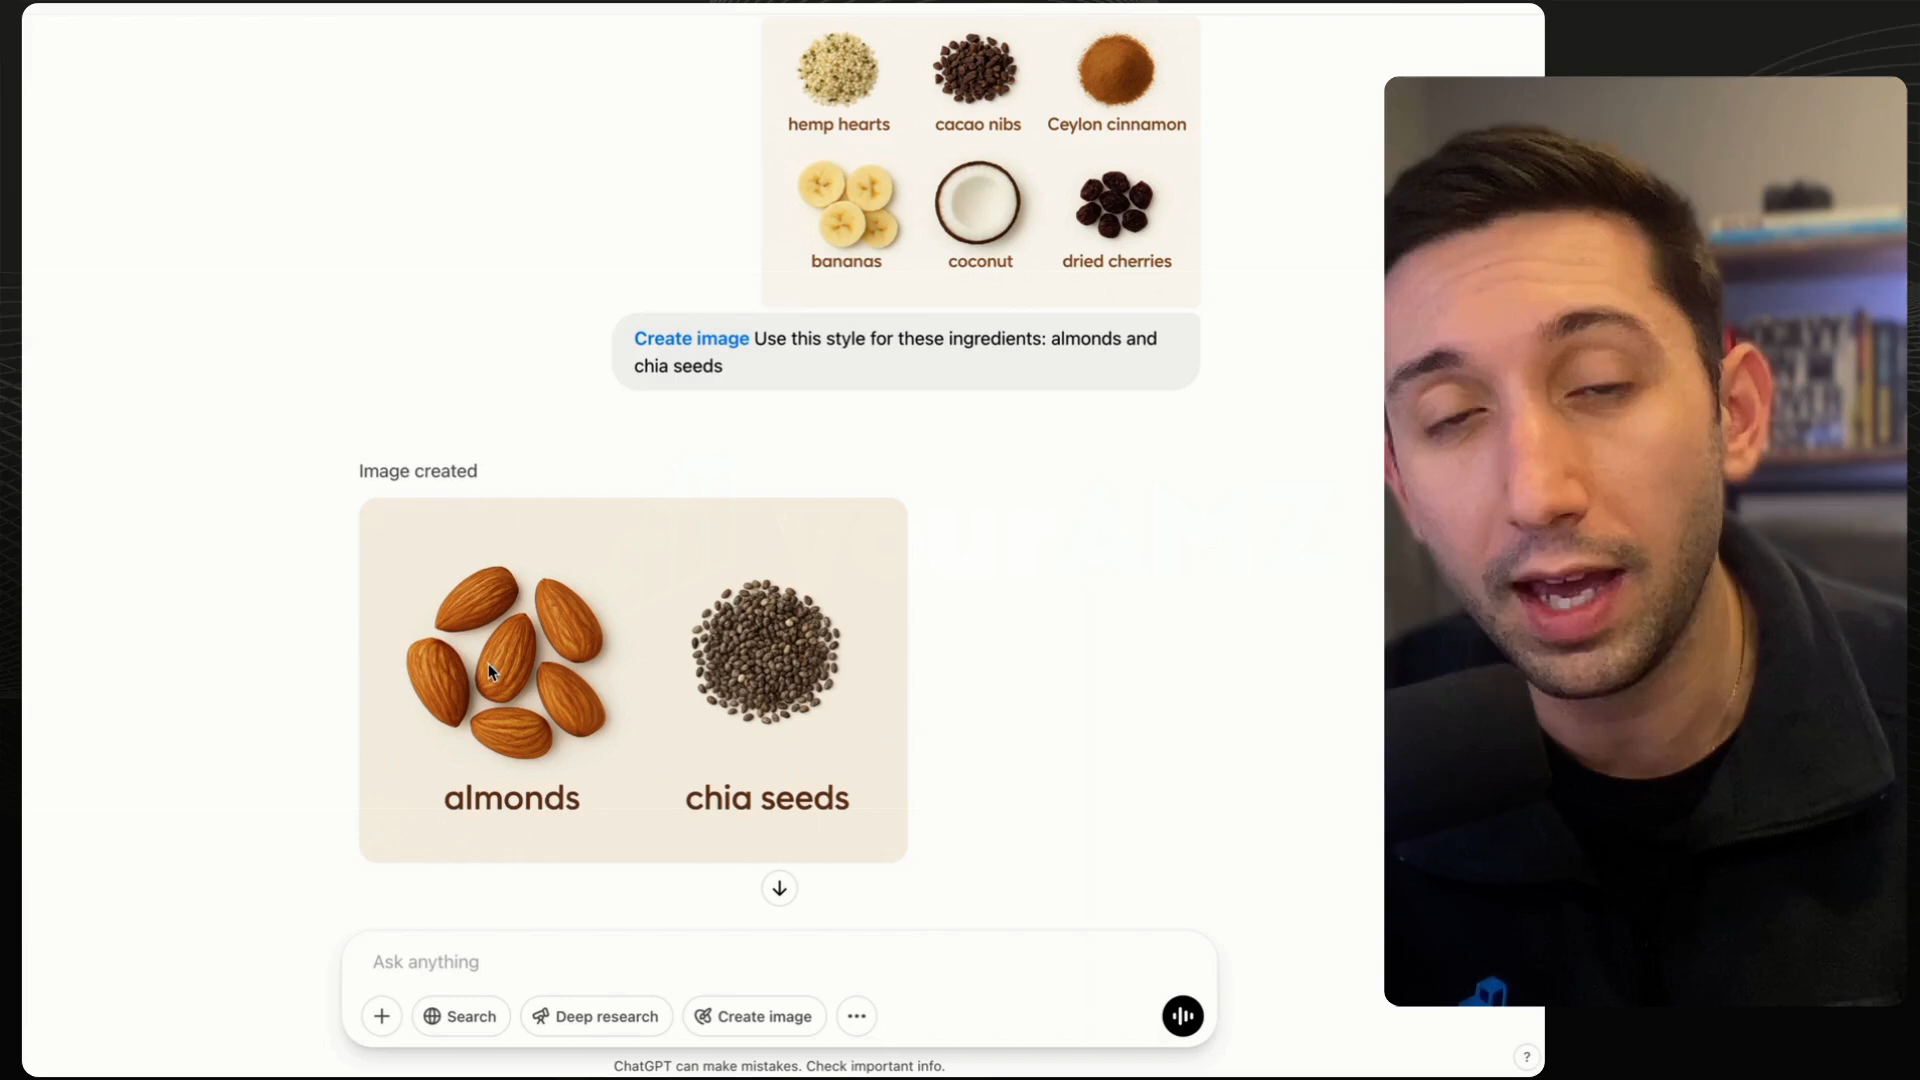 hemp hearts
cacao nibs
Ceylon cinnamon
bananas
coconut
dried cherries
Create image Use this style for these ingredients: almonds and
chia seeds
Image created
almonds
chia seeds
Ask anything
Search
Deep research
Create image
ChatGPT can make mistakes. Check important info.
?